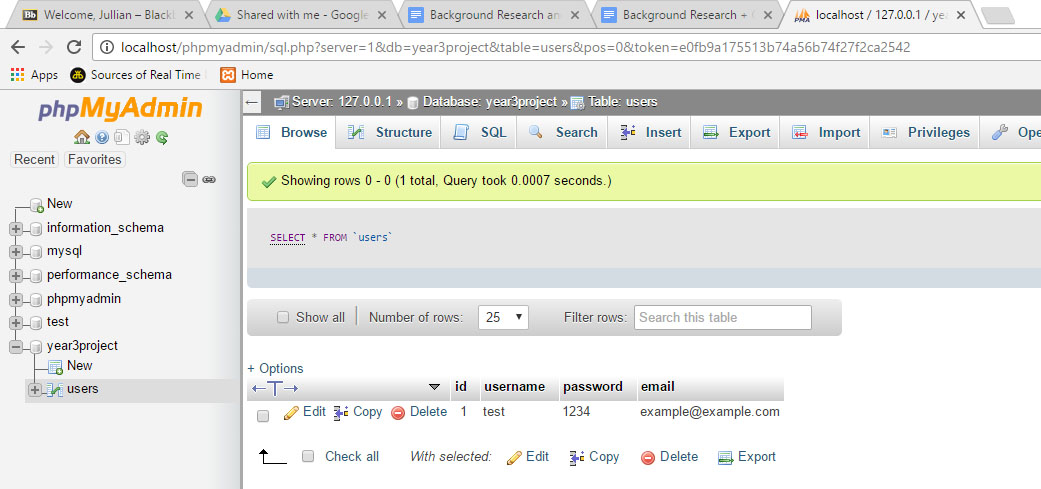 Bb Welcome, Jullian – Blackb
Shared with me - Google
Background Research and
Background Research + C
PMA localhost / 127.0.0.1 / yea
localhost/phpmyadmin/sql.php?server=1&db=year3project&table=users&pos=0&token=e0fb9a175513b74a56b74f27f2ca2542
Apps Sources of Real Time Home
phpMyAdmin
Recent Favorites
New
information_schema
mysql
performance_schema
phpmyadmin
test
year3project
New
users
Server: 127.0.0.1 » Database: year3project » Table: users
Browse Structure SQL Search Insert Export Import Privileges Ope
Showing rows 0 - 0 (1 total, Query took 0.0007 seconds.)
SELECT * FROM `users`
Show all Number of rows: 25 Filter rows: Search this table
+ Options
←T→ id username password email
Edit Copy Delete 1 test 1234 example@example.com
Check all With selected: Edit Copy Delete Export